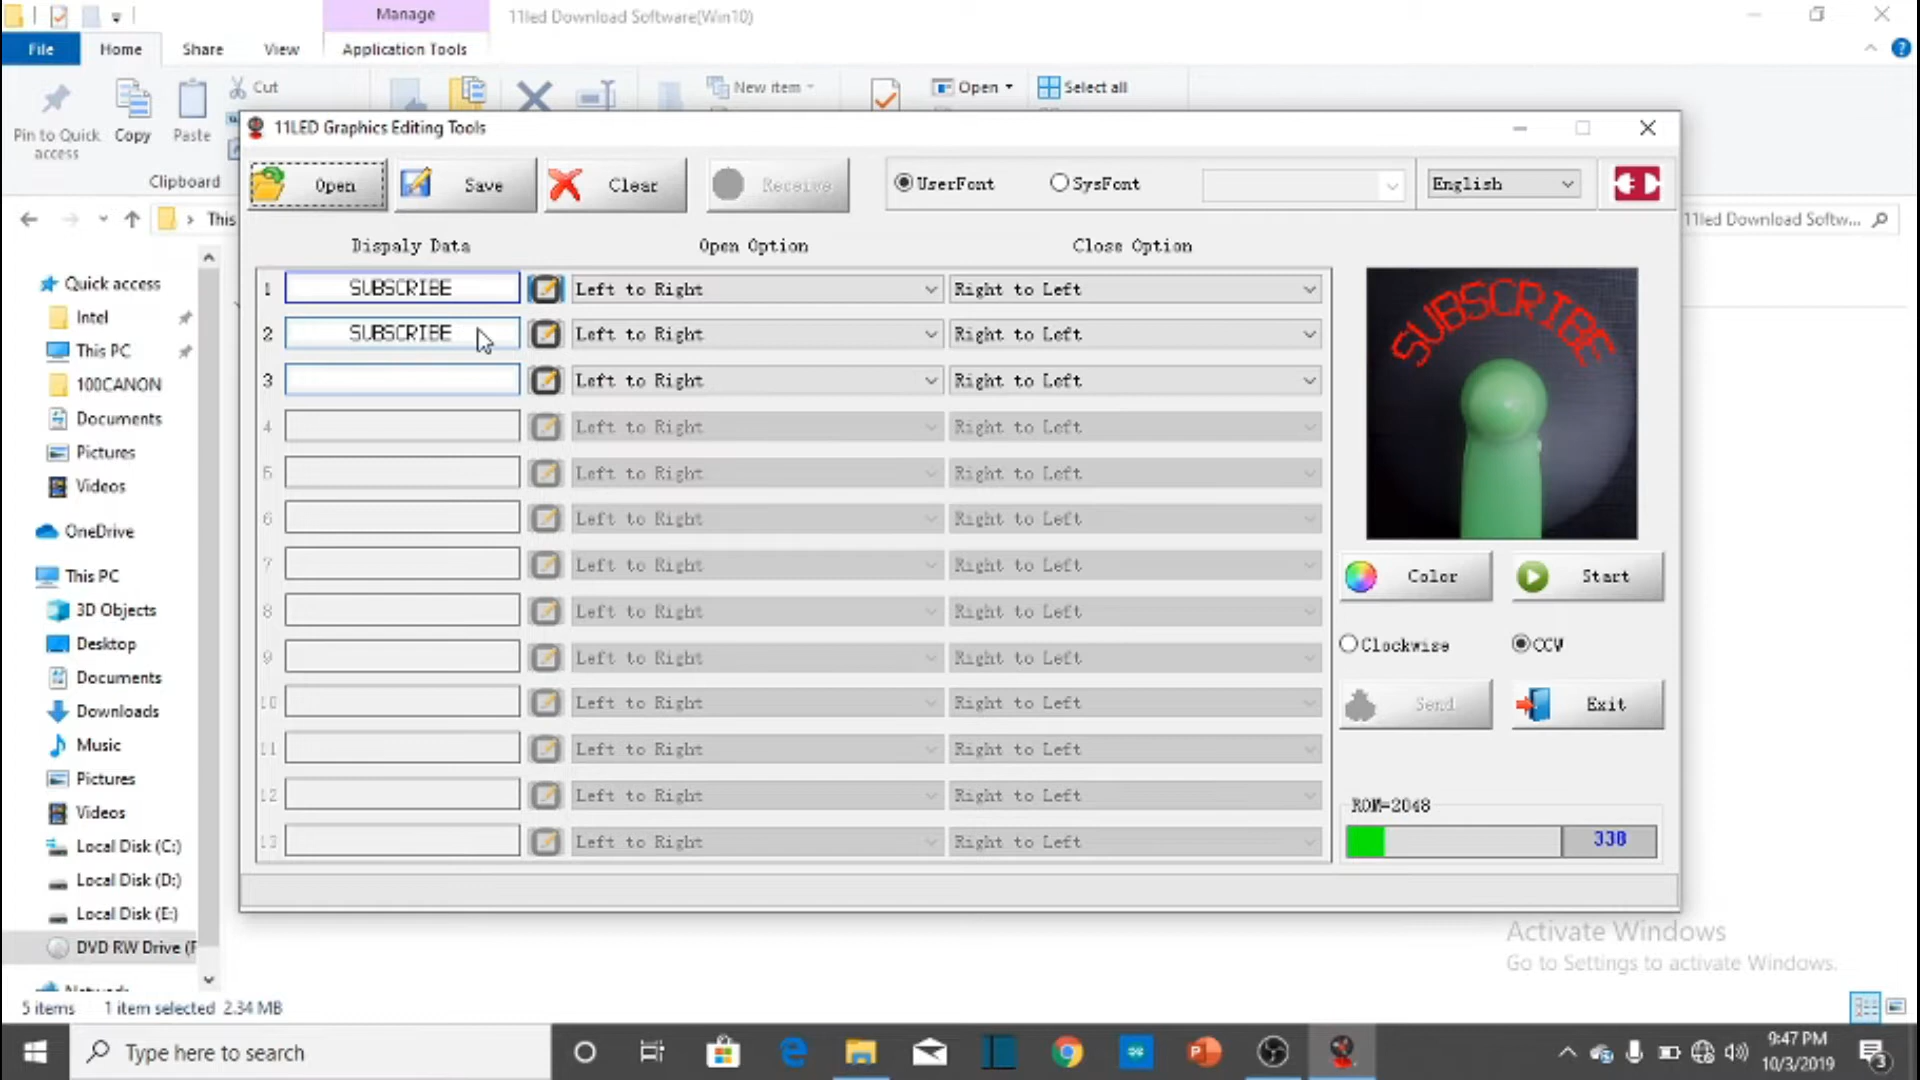 Manage
11led Download Software(Win10)
File
Home
Share
View
Application Tools
Pin to Quick access
Copy
Paste
Cut
New item
Open
Select all
Clipboard
11LED Graphics Editing Tools
Open
Save
Clear
Receive
UserFont
SysFont
English
This
11led Download Softw...
Dispaly Data
Open Option
Close Option
1 SUBSCRIBE Left to Right Right to Left
2 SUBSCRIBE Left to Right Right to Left
3 Left to Right Right to Left
4 Left to Right Right to Left
5 Left to Right Right to Left
6 Left to Right Right to Left
7 Left to Right Right to Left
8 Left to Right Right to Left
9 Left to Right Right to Left
10 Left to Right Right to Left
11 Left to Right Right to Left
12 Left to Right Right to Left
13 Left to Right Right to Left
SUBSCRIBE
Color
Start
Clockwise
CCW
Send
Exit
ROM=2048
330
Quick access
Intel
This PC
100CANON
Documents
Pictures
Videos
OneDrive
This PC
3D Objects
Desktop
Documents
Downloads
Music
Pictures
Videos
Local Disk (C:)
Local Disk (D:)
Local Disk (E:)
DVD RW Drive (F
Activate Windows
Go to Settings to activate Windows.
5 items
1 item selected 2.34 MB
Type here to search
9:47 PM
10/3/2019
3